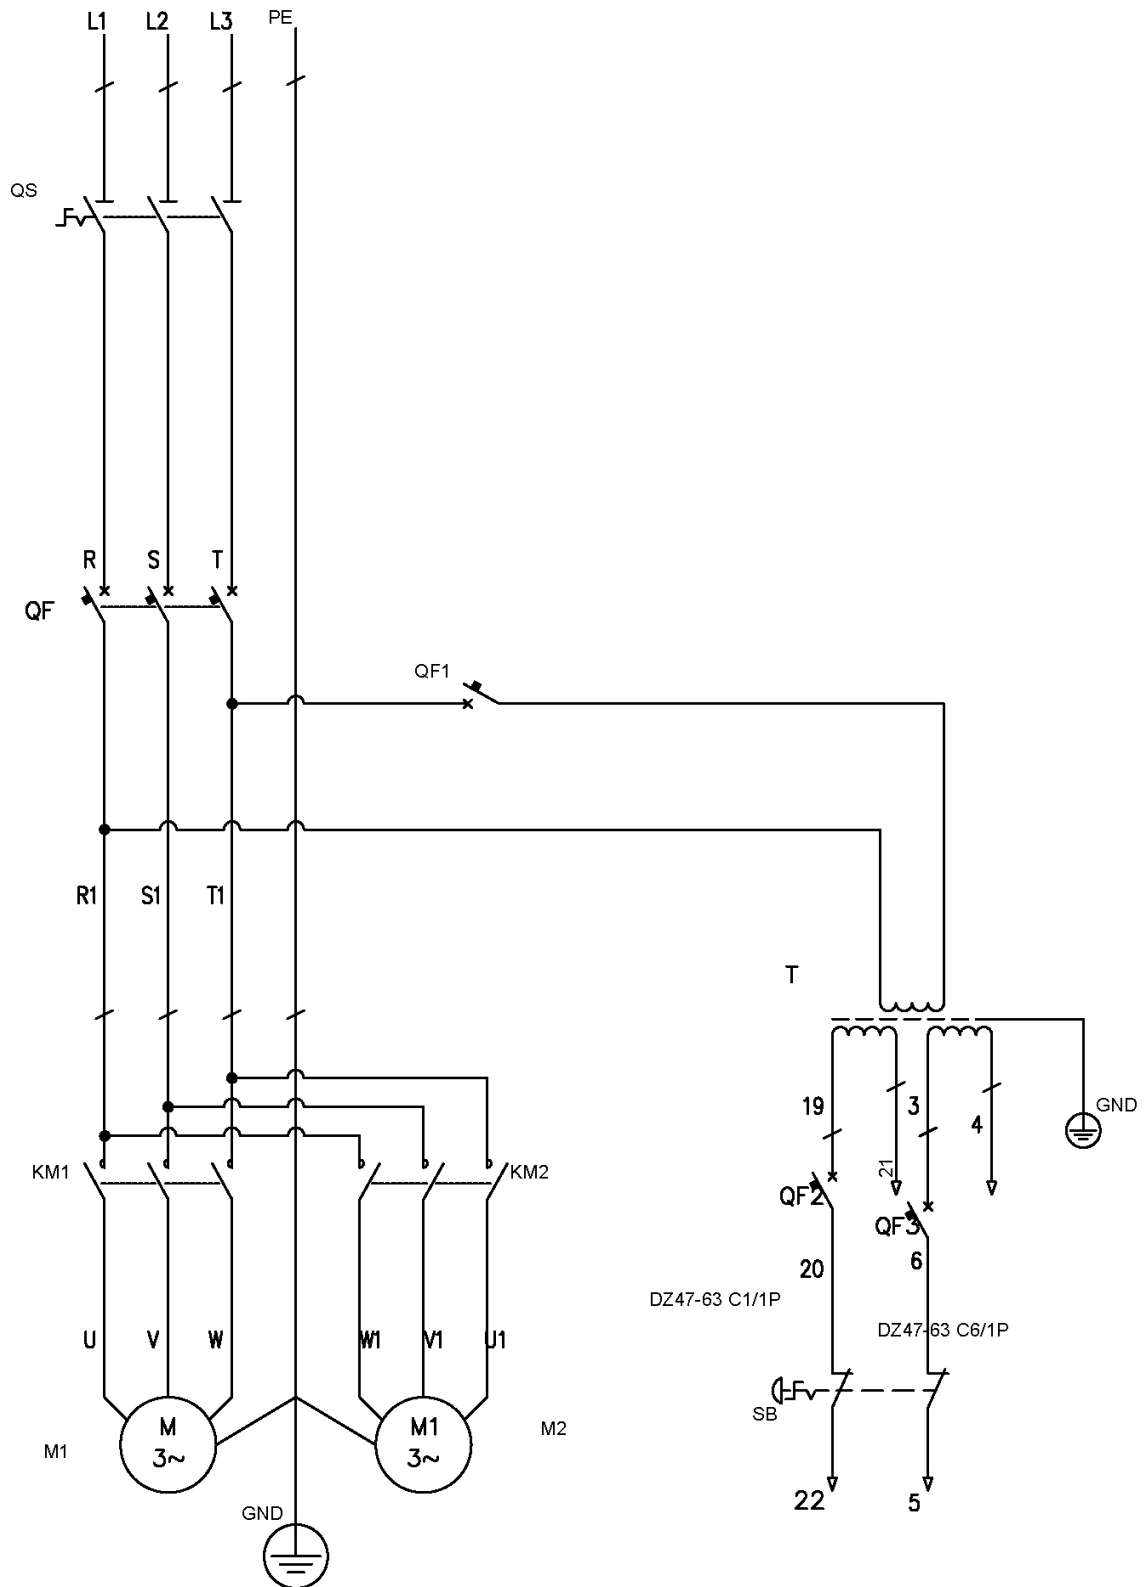 L1 L2 L3 PE
QS
R S T
QF
QF1
R1 S1 T1
T
19 3 4 GND
21
KM1 KM2
QF2
QF3
20 6
DZ47-63 C1/1P
DZ47-63 C6/1P
U V W W1 V1 U1
SB
M M1
M1 3~ 3~ M2
22 5
GND